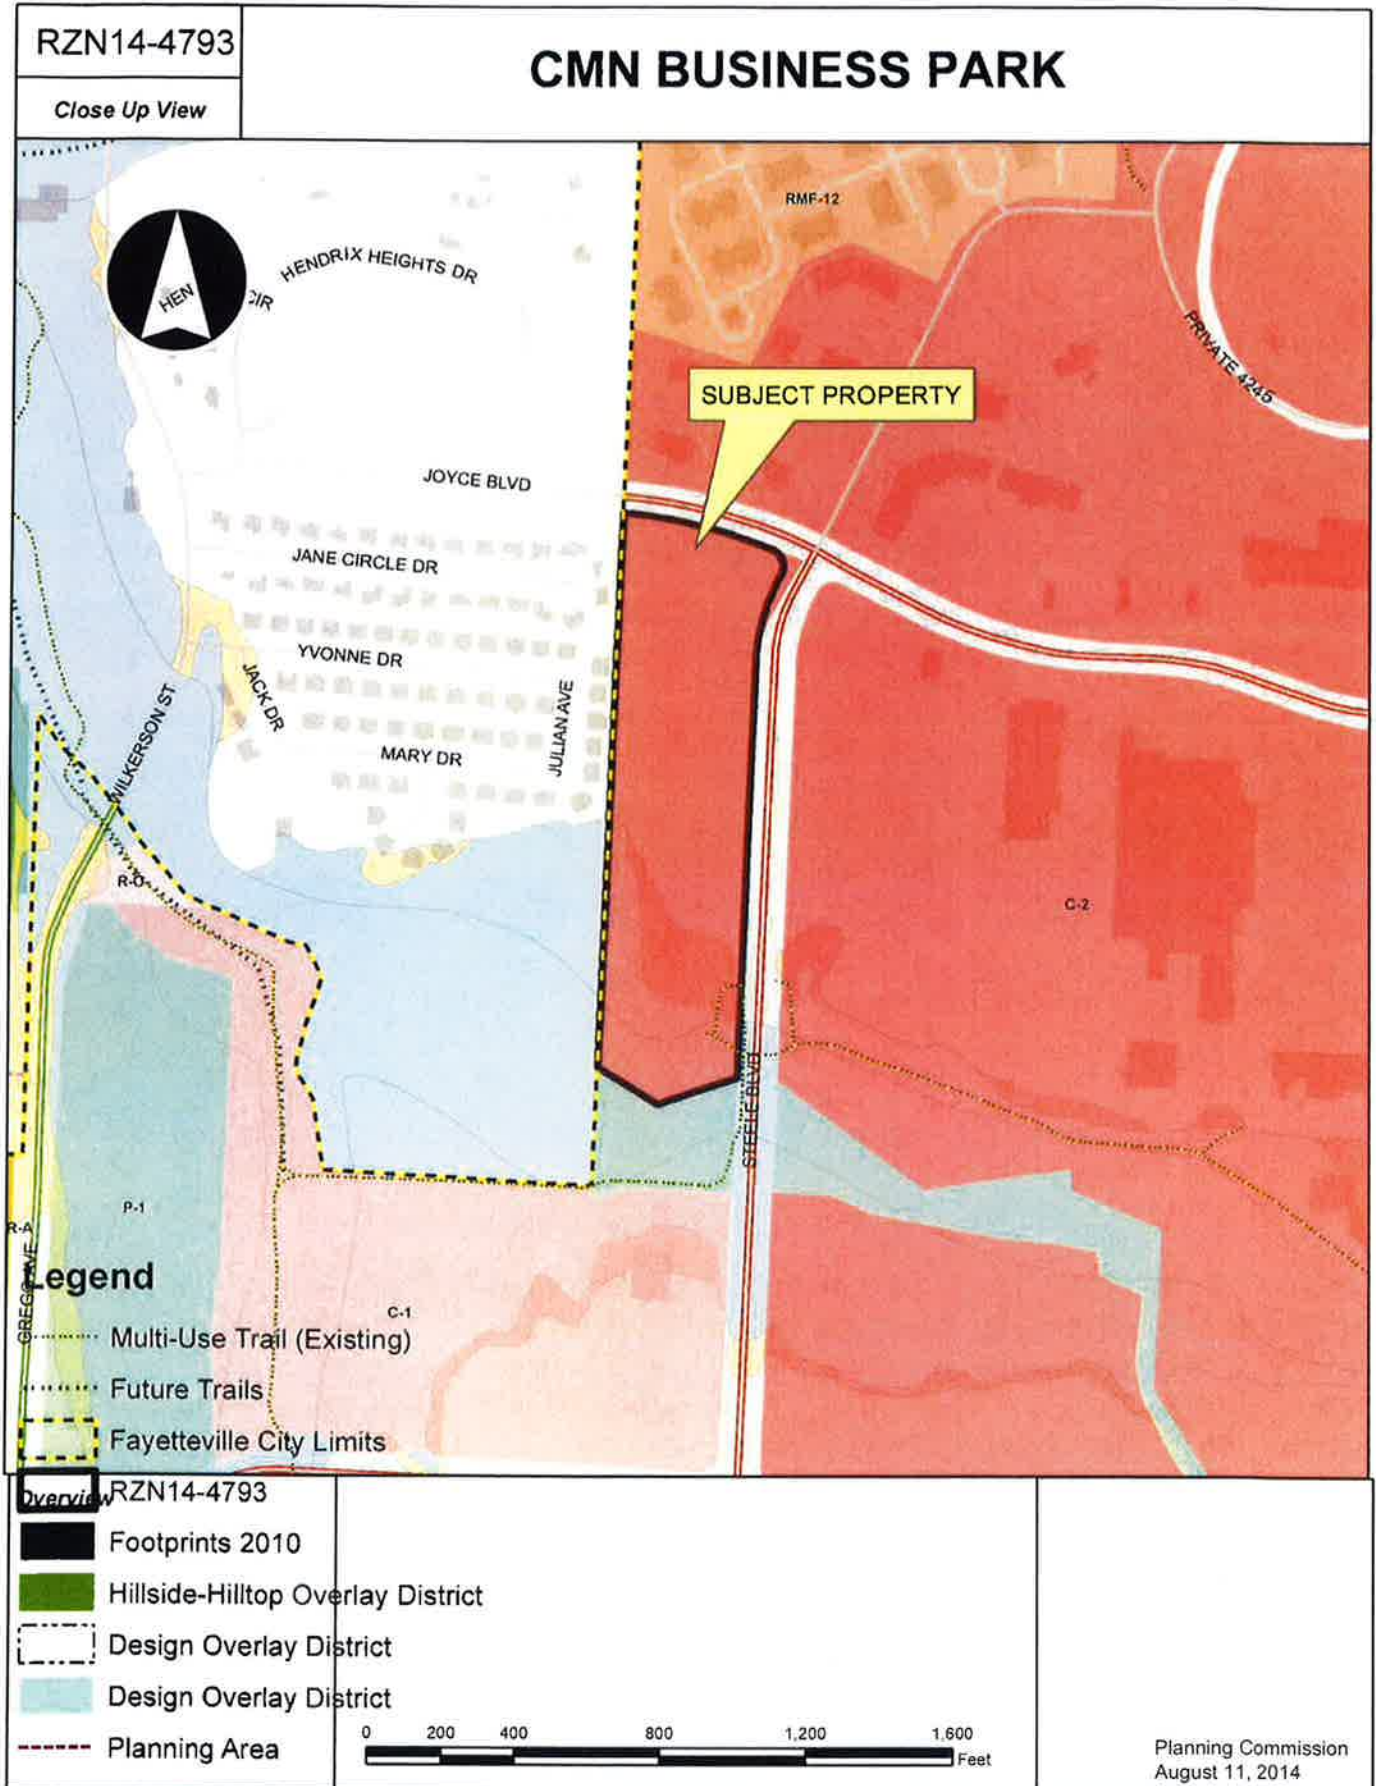 RZN14-4793
Close Up View
CMN BUSINESS PARK
RMF-12
HENDRIX HEIGHTS DR
HEN
CIR
PRIVATE 4245
SUBJECT PROPERTY
JOYCE BLVD
JANE CIRCLE DR
YVONNE DR
JACK DR
JULIAN AVE
WILKERSON ST
MARY DR
R-O
C-2
STEELE BLVD
P-1
R-A
GREGG AVE
C-1
Legend
Multi-Use Trail (Existing)
Future Trails
Fayetteville City Limits
Overview
RZN14-4793
Footprints 2010
Hillside-Hilltop Overlay District
Design Overlay District
Design Overlay District
Planning Area
0 200 400 800 1,200 1,600
Feet
Planning Commission
August 11, 2014